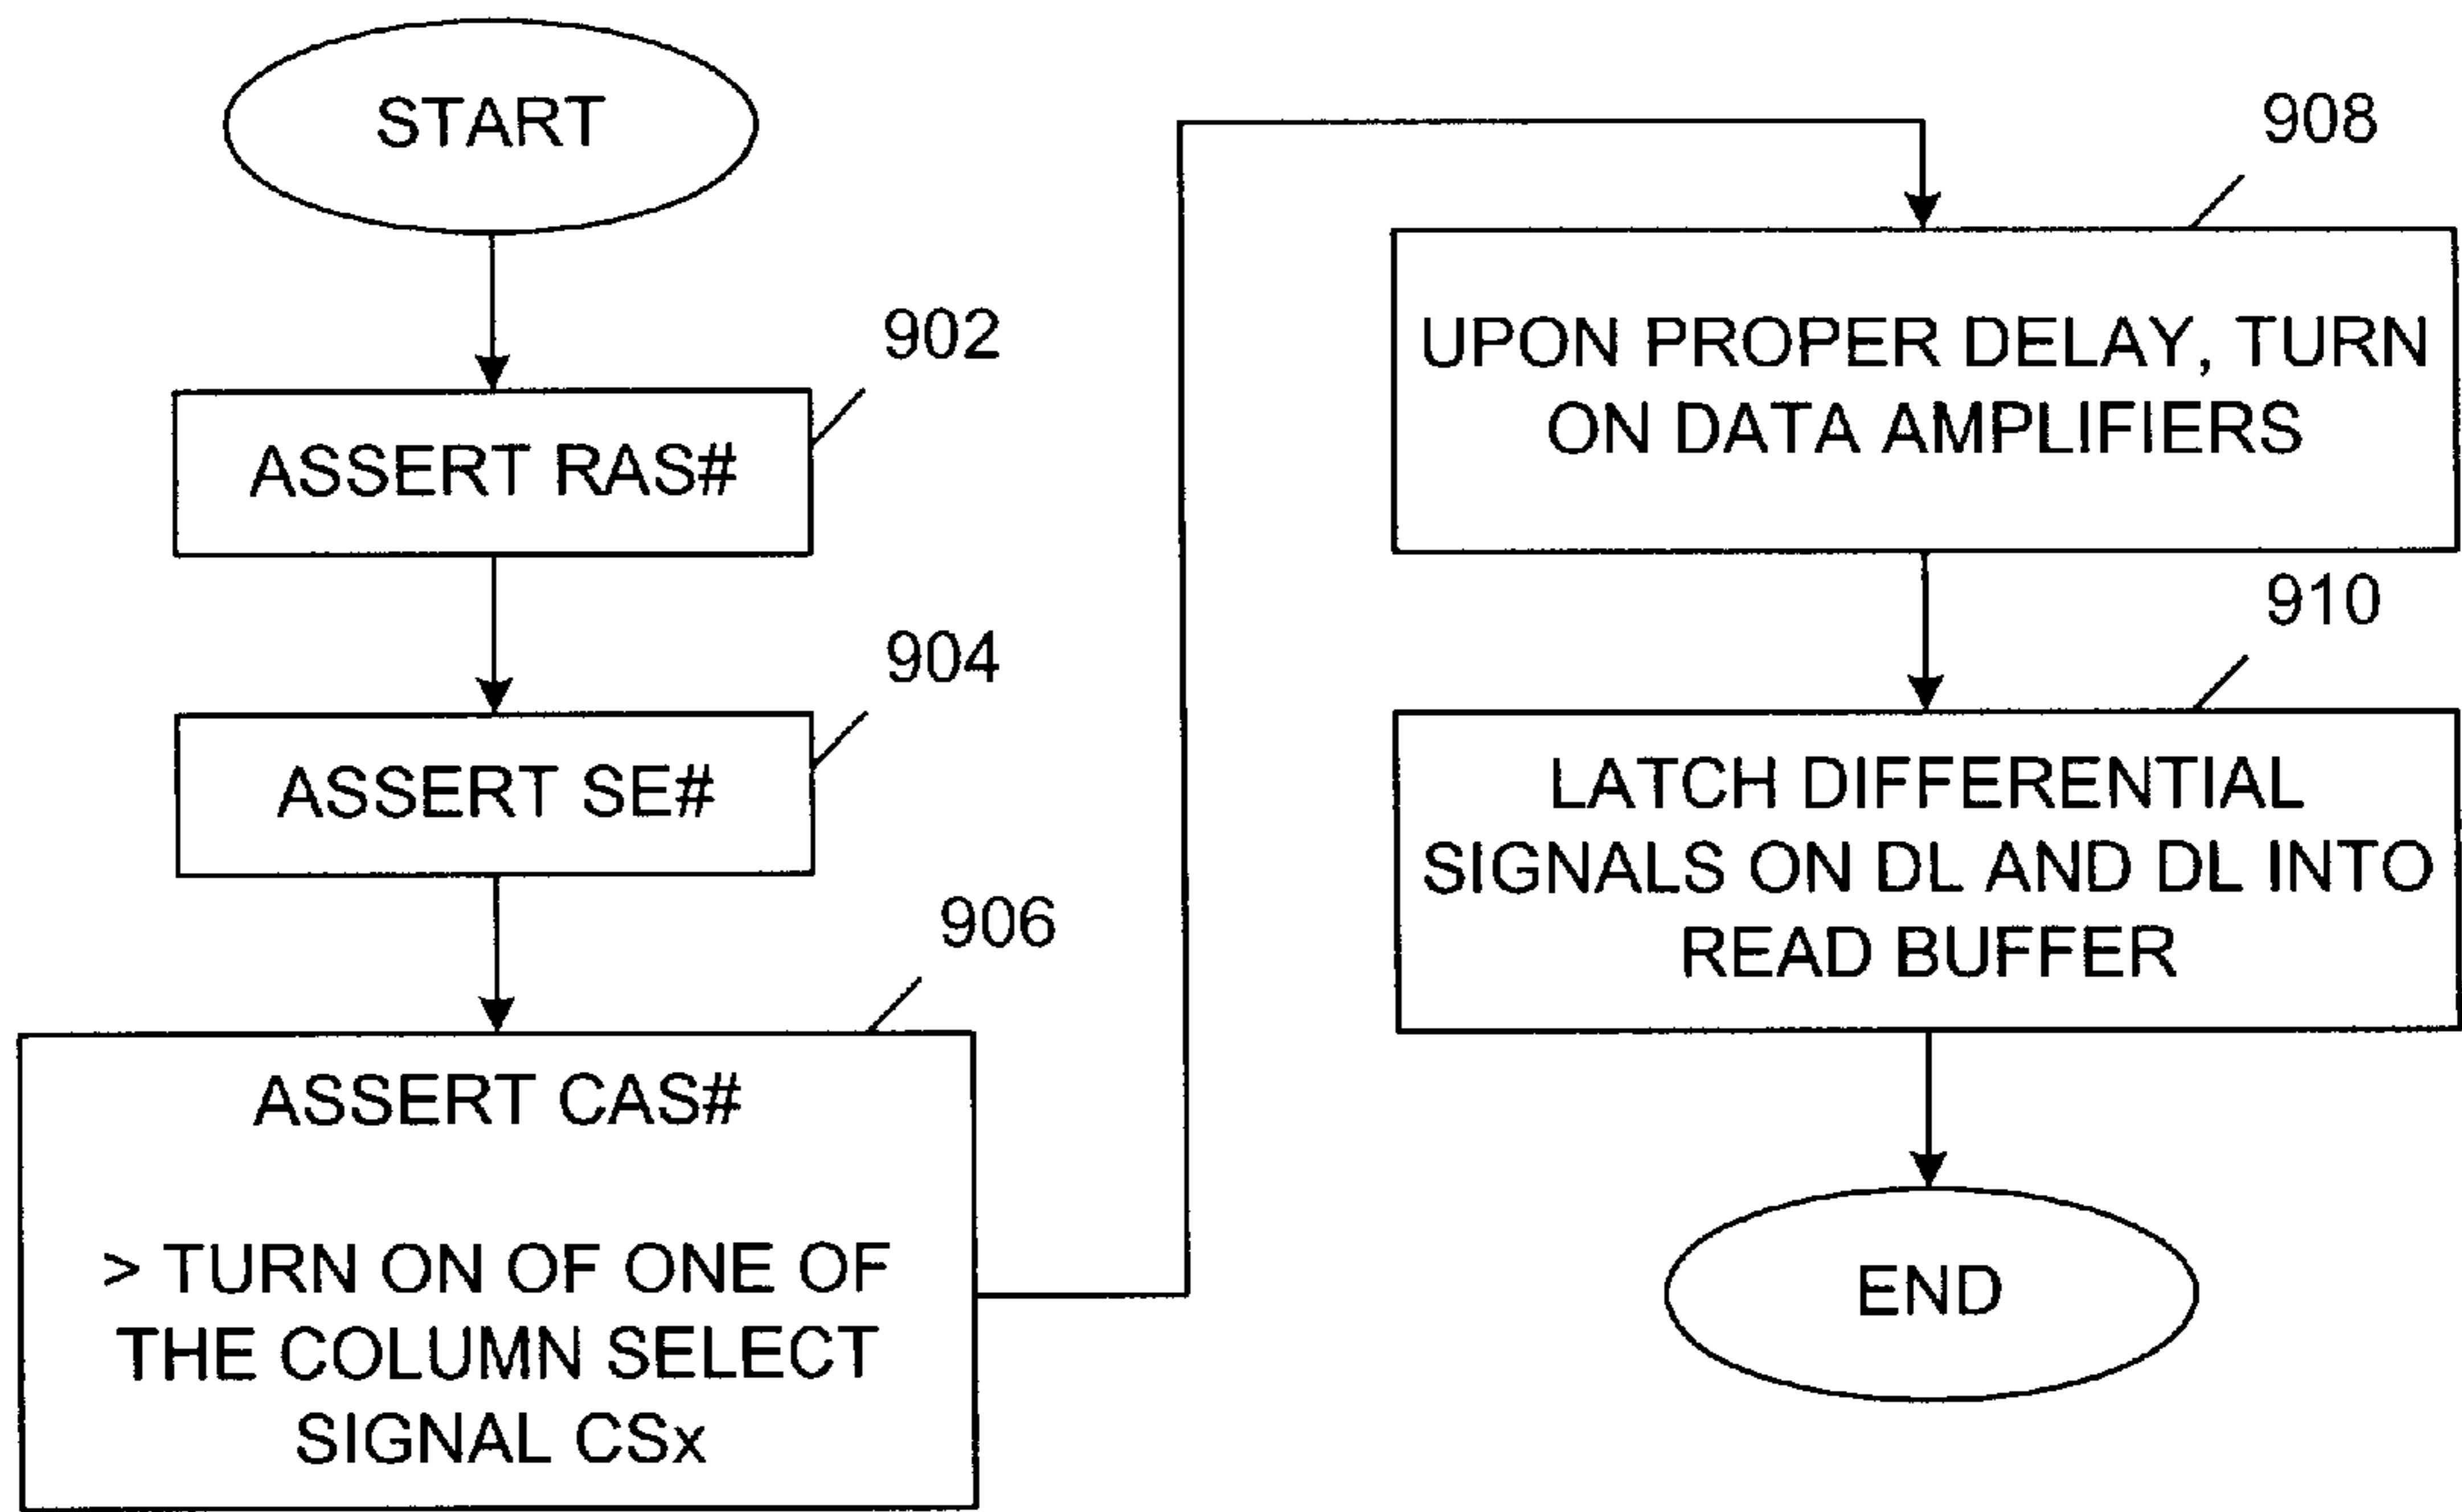 START
902
ASSERT RAS#
904
ASSERT SE#
906
ASSERT CAS#
> TURN ON OF ONE OF
THE COLUMN SELECT
SIGNAL CSx
908
UPON PROPER DELAY, TURN
ON DATA AMPLIFIERS
910
LATCH DIFFERENTIAL
SIGNALS ON DL AND DL INTO
READ BUFFER
END